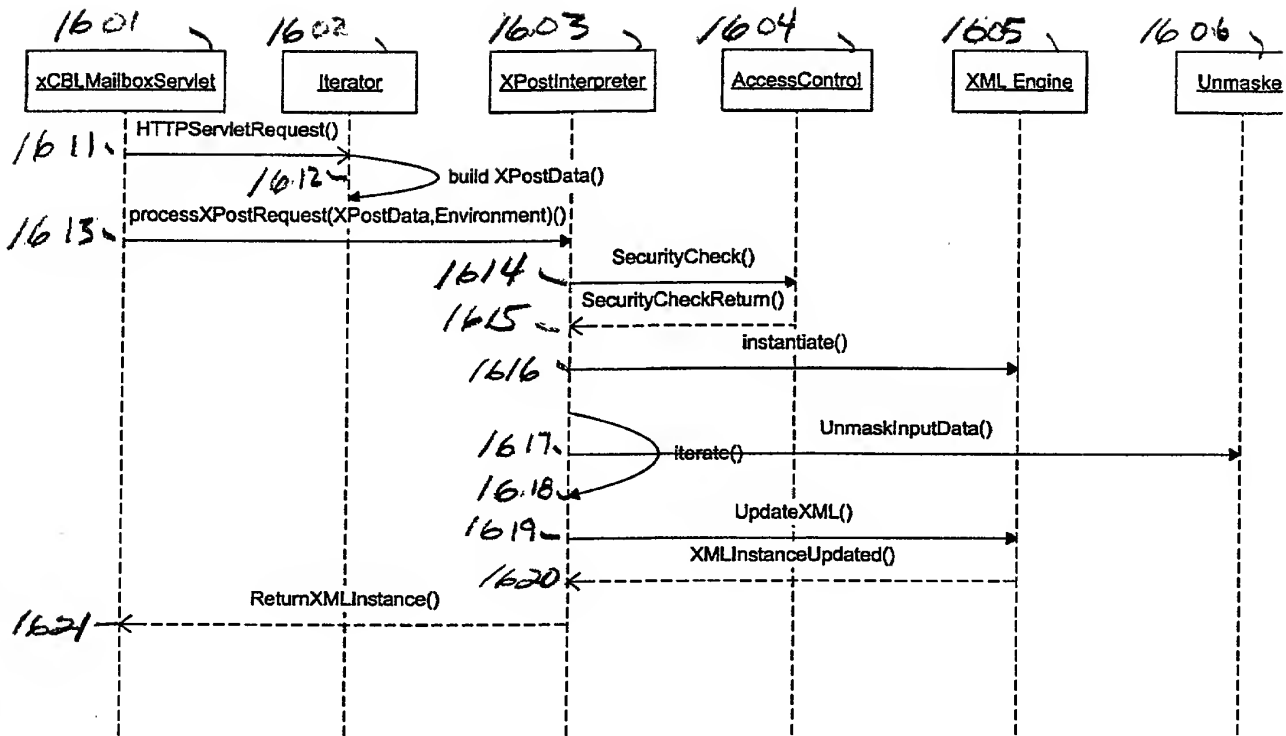 1601 1602 1603 1604 1605 1606
xCBLMailboxServlet Iterator XPostInterpreter AccessControl XML Engine Unmaske
HTTPServletRequest()
1611
1612 build XPostData()
processXPostRequest(XPostData,Environment)()
1613
1614 SecurityCheck()
SecurityCheckReturn()
1615
instantiate()
1616
UnmaskInputData()
1617 iterate()
1618
UpdateXML()
1619
XMLInstanceUpdated()
1620
ReturnXMLInstance()
1621